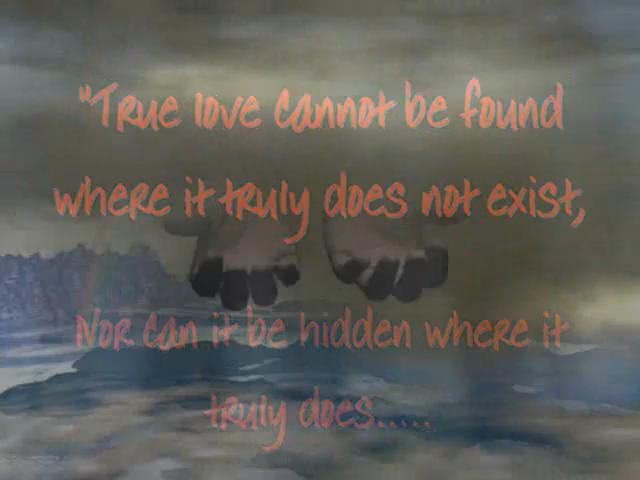 "True love cannot be found
where it truly does not exist,
Nor can it be hidden where it
truly does.....